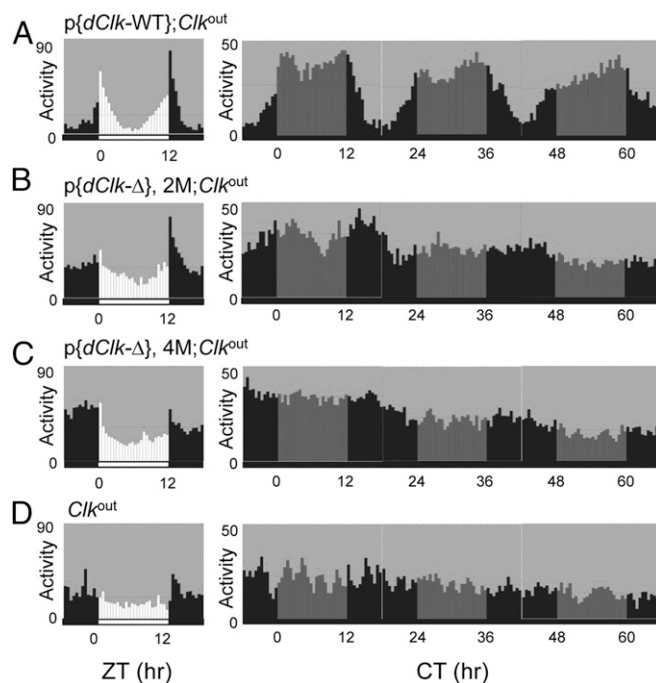 A p{dClk-WT};Clkᵒᵘᵗ
90 Activity 0
50 Activity 0
0 12
0 12 24 36 48 60
B p{dClk-Δ}, 2M;Clkᵒᵘᵗ
90 Activity 0
50 Activity 0
0 12
0 12 24 36 48 60
C p{dClk-Δ}, 4M;Clkᵒᵘᵗ
90 Activity 0
50 Activity 0
0 12
0 12 24 36 48 60
D Clkᵒᵘᵗ
90 Activity 0
50 Activity 0
0 12
0 12 24 36 48 60
ZT (hr) CT (hr)